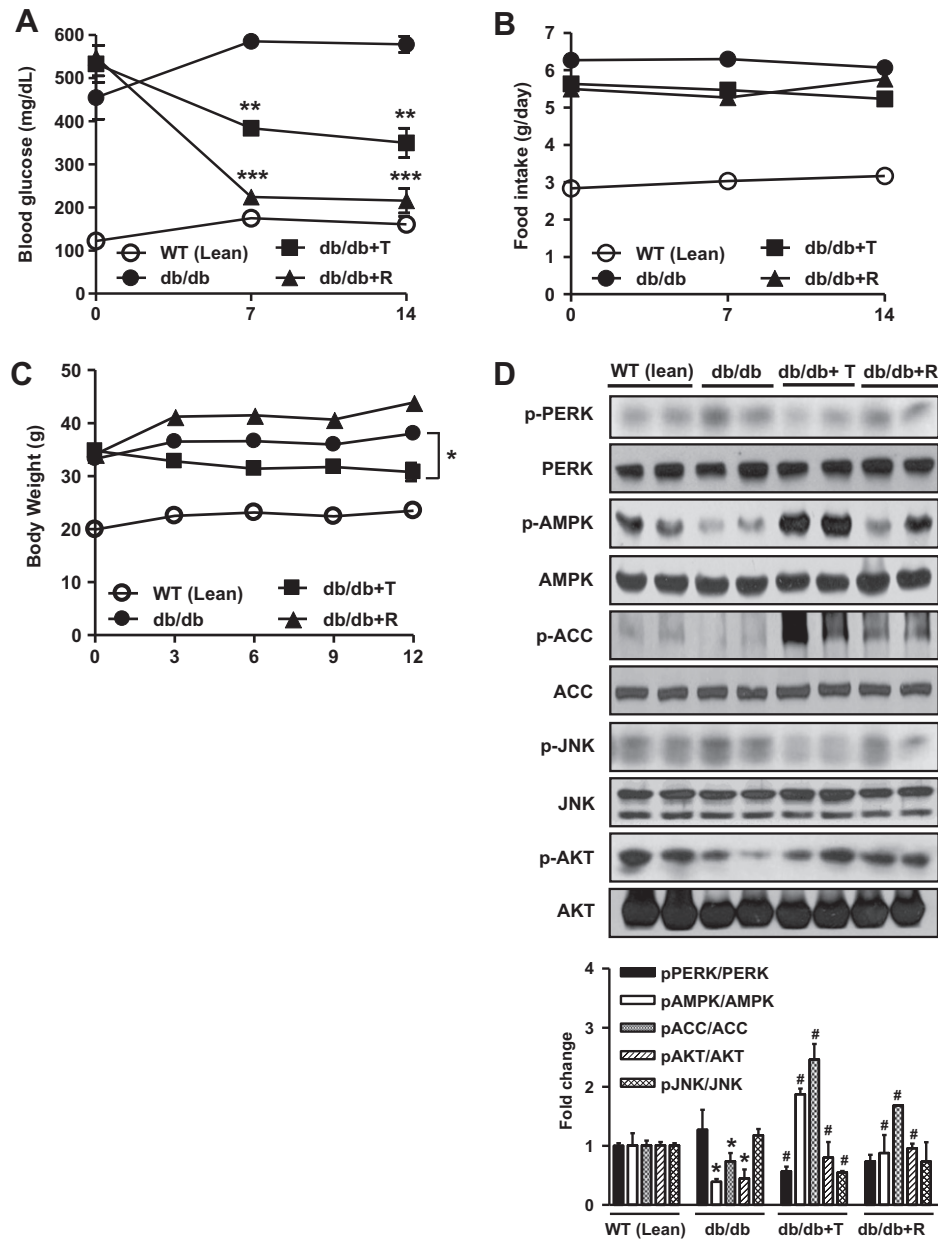 A
Blood glucose (mg/dL)
600
500
400
300
200
100
0
0
7
14
**
**
***
***
WT (Lean)
db/db
db/db+T
db/db+R
B
Food intake (g/day)
7
6
5
4
3
2
1
0
0
7
14
WT (Lean)
db/db
db/db+T
db/db+R
C
Body Weight (g)
50
40
30
20
10
0
0
3
6
9
12
*
WT (Lean)
db/db
db/db+T
db/db+R
D
WT (lean) db/db db/db+ T db/db+R
p-PERK
PERK
p-AMPK
AMPK
p-ACC
ACC
p-JNK
JNK
p-AKT
AKT
Fold change
4
3
2
1
0
pPERK/PERK
pAMPK/AMPK
pACC/ACC
pAKT/AKT
pJNK/JNK
* * *
# # # # #
# # #
WT (Lean) db/db db/db+T db/db+R